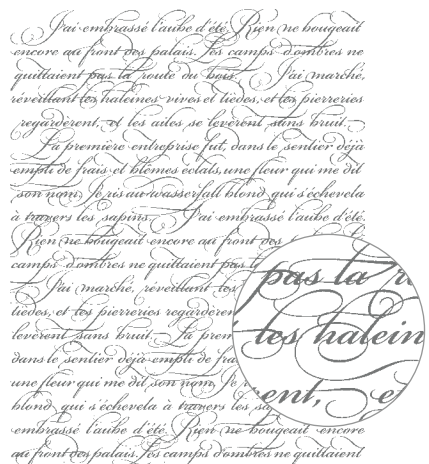 J'ai embrassé l'aube d'été. Rien ne bougeait
encore au front des palais. Les camps d'ombres ne
quittaient pas la route du bois. J'ai marché,
réveillant les haleines vives et tièdes, et les pierreries
regardèrent, et les ailes se levèrent sans bruit.
La première entreprise fut, dans le sentier déjà
empli de frais et blêmes éclats, une fleur qui me dit
son nom. Je ris au wasserfall blond qui s'échevela
à travers les sapins. J'ai embrassé l'aube d'été.
Rien ne bougeait encore au front des
camps d'ombres ne quittaient pas
J'ai marché, réveillant les
tièdes, et les pierreries regardèren
levèrent sans bruit. La prem
dans le sentier déjà empli de fra
une fleur qui me dit son nom. Je r
blond qui s'échevela à travers les sa
embrassé l'aube d'été. Rien ne bougeait encore
au front des palais. Les camps d'ombres ne quittaient
pas la r
les halein
rent, et